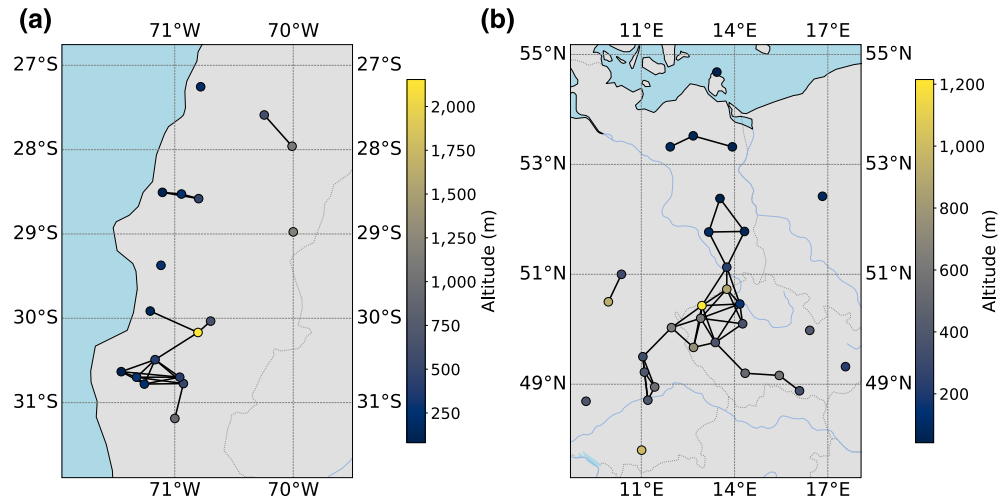 (a)
71°W 70°W
27°S 27°S
28°S 28°S
29°S 29°S
30°S 30°S
31°S 31°S
71°W 70°W
2,000
1,750
1,500
1,250
1,000
750
500
250
Altitude (m)
(b)
11°E 14°E 17°E
55°N 55°N
53°N 53°N
51°N 51°N
49°N 49°N
11°E 14°E 17°E
1,200
1,000
800
600
400
200
Altitude (m)